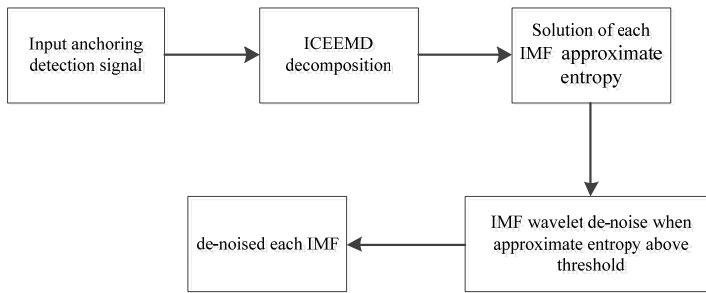 Input anchoring
detection signal
ICEEMD
decomposition
Solution of each
IMF approximate
entropy
IMF wavelet de-noise when
approximate entropy above
threshold
de-noised each IMF